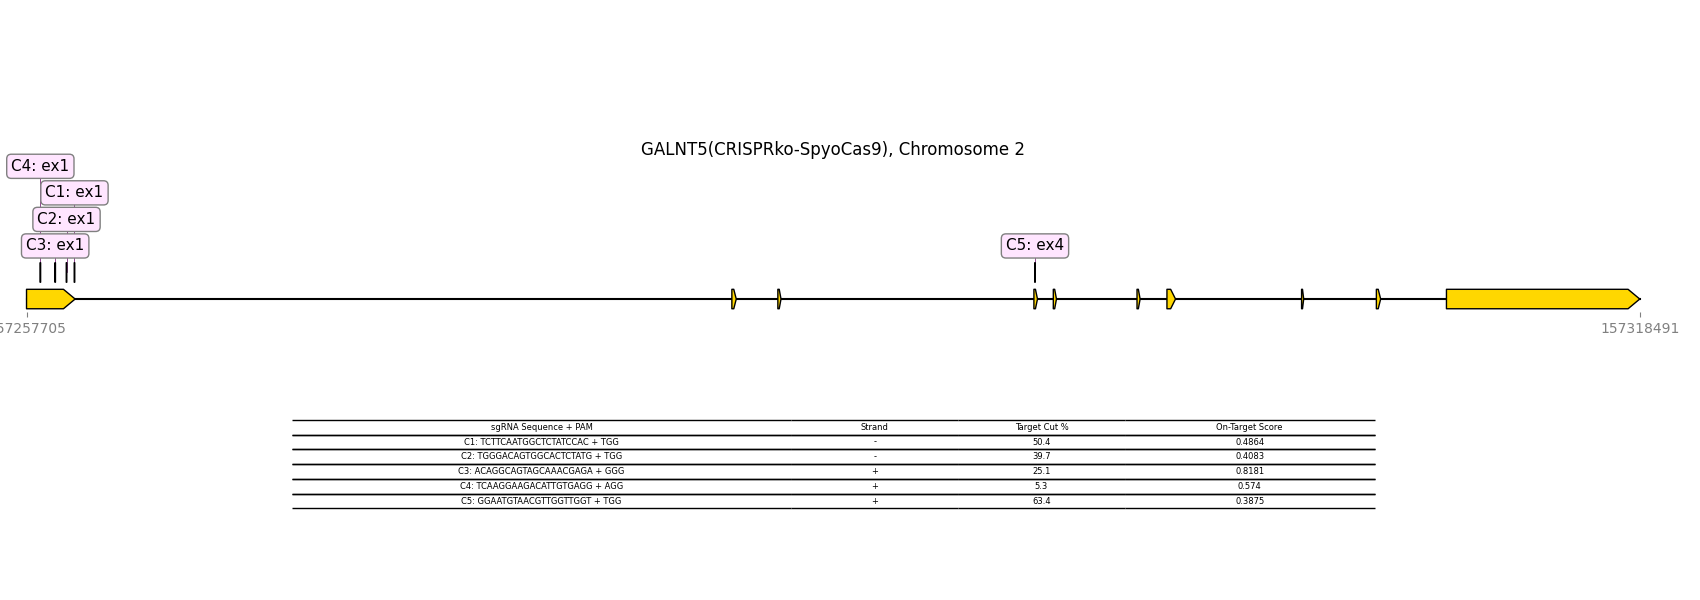 GALNT5(CRISPRko-SpyoCas9), Chromosome 2
C4: ex1
C1: ex1
C2: ex1
C3: ex1
C5: ex4
57257705
157318491
sgRNA Sequence + PAM Strand Target Cut % On-Target Score
C1: TCTTCAATGGCTCTATCCAC + TGG - 50.4 0.4864
C2: TGGGACAGTGGCACTCTATG + TGG - 39.7 0.4083
C3: ACAGGCAGTAGCAAACGAGA + GGG + 25.1 0.8181
C4: TCAAGGAAGACATTGTGAGG + AGG + 5.3 0.574
C5: GGAATGTAACGTTGGTTGGT + TGG + 63.4 0.3875